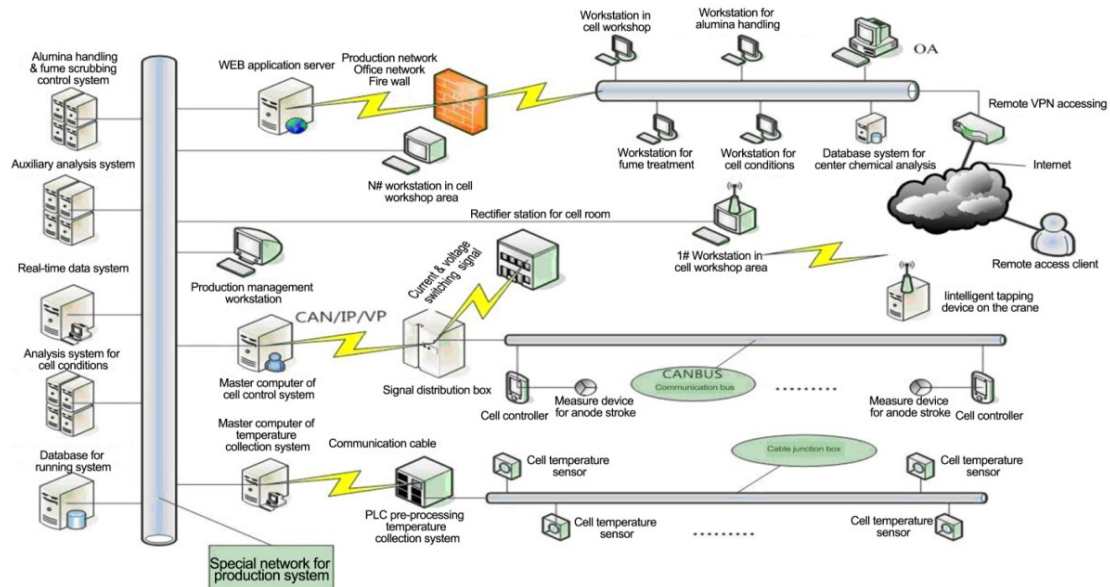 Workstation in
cell workshop
Workstation for
alumina handling
OA
Alumina handling
& fume scrubbing
control system
WEB application server
Production network
Office network
Fire wall
Remote VPN accessing
Auxiliary analysis system
N# workstation in cell
workshop area
Workstation for
fume treatment
Workstation for
cell conditions
Database system for
center chemical analysis
Internet
Rectifier station for cell room
Real-time data system
Production management
workstation
Current & voltage
switching signal
1# Workstation in
cell workshop area
Remote access client
Iintelligent tapping
device on the crane
CAN/IP/VP
Analysis system for
cell conditions
Master computer of
cell control system
Signal distribution box
CANBUS
Communication bus
.........
Cell controller
Measure device
for anode stroke
Measure device
for anode stroke
Cell controller
Master computer of
temperature
collection system
Communication cable
Cable junction box
Database for
running system
Cell temperature
sensor
Cell temperature
sensor
PLC pre-processing
temperature
collection system
Cell temperature
sensor
.........
Cell temperature
sensor
Special network for
production system